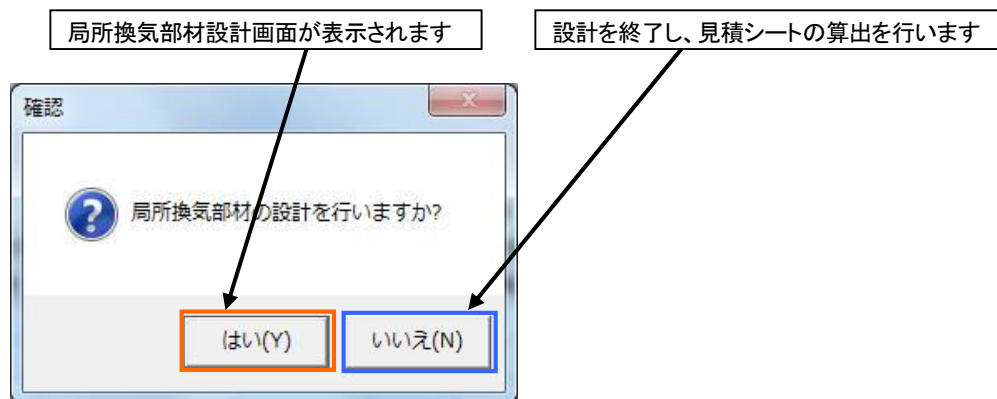 局所換気部材設計画面が表示されます
設計を終了し、見積シートの算出を行います
確認
局所換気部材の設計を行いますか?
はい(Y)
いいえ(N)